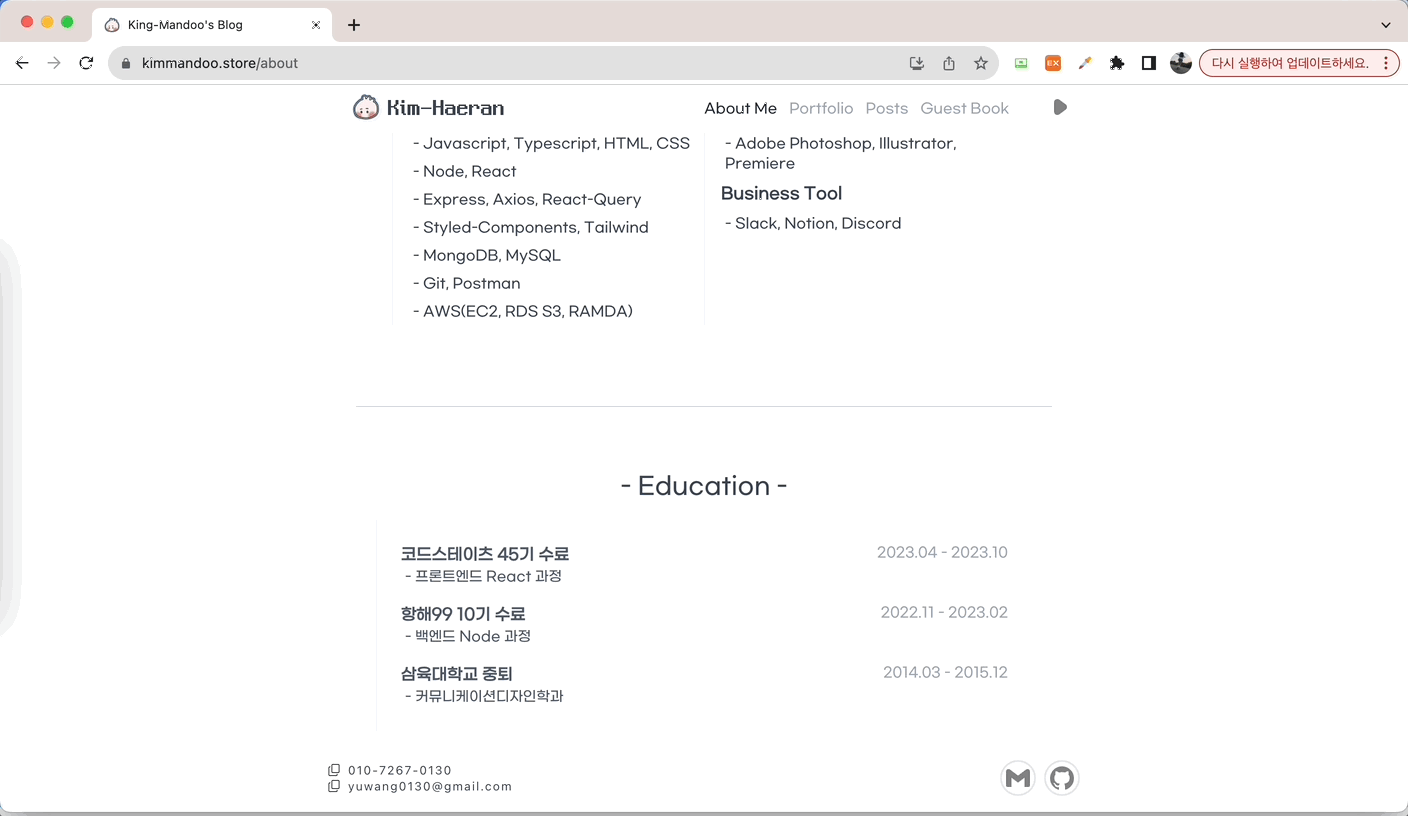 King-Mandoo's Blog
kimmandoo.store/about
EX
다시 실행하여 업데이트하세요.
Kim-Haeran
About Me Portfolio Posts Guest Book
- Javascript, Typescript, HTML, CSS
- Node, React
- Express, Axios, React-Query
- Styled-Components, Tailwind
- MongoDB, MySQL
- Git, Postman
- AWS(EC2, RDS S3, RAMDA)
- Adobe Photoshop, Illustrator,
Premiere
Business Tool
- Slack, Notion, Discord
- Education -
코드스테이츠 45기 수료 2023.04 - 2023.10
- 프론트엔드 React 과정
항해99 10기 수료 2022.11 - 2023.02
- 백엔드 Node 과정
삼육대학교 중퇴 2014.03 - 2015.12
- 커뮤니케이션디자인학과
010-7267-0130
yuwang0130@gmail.com